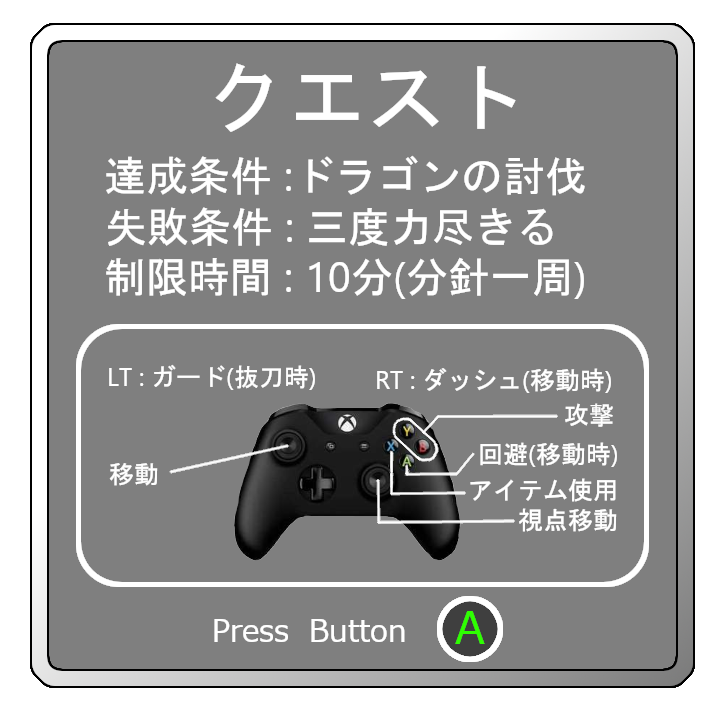 クエスト
達成条件 :ドラゴンの討伐
失敗条件 : 三度力尽きる
制限時間 : 10分(分針一周)
LT : ガード(抜刀時)
RT : ダッシュ(移動時)
攻撃
Y
X
B
A
回避(移動時)
移動
アイテム使用
視点移動
Press Button A